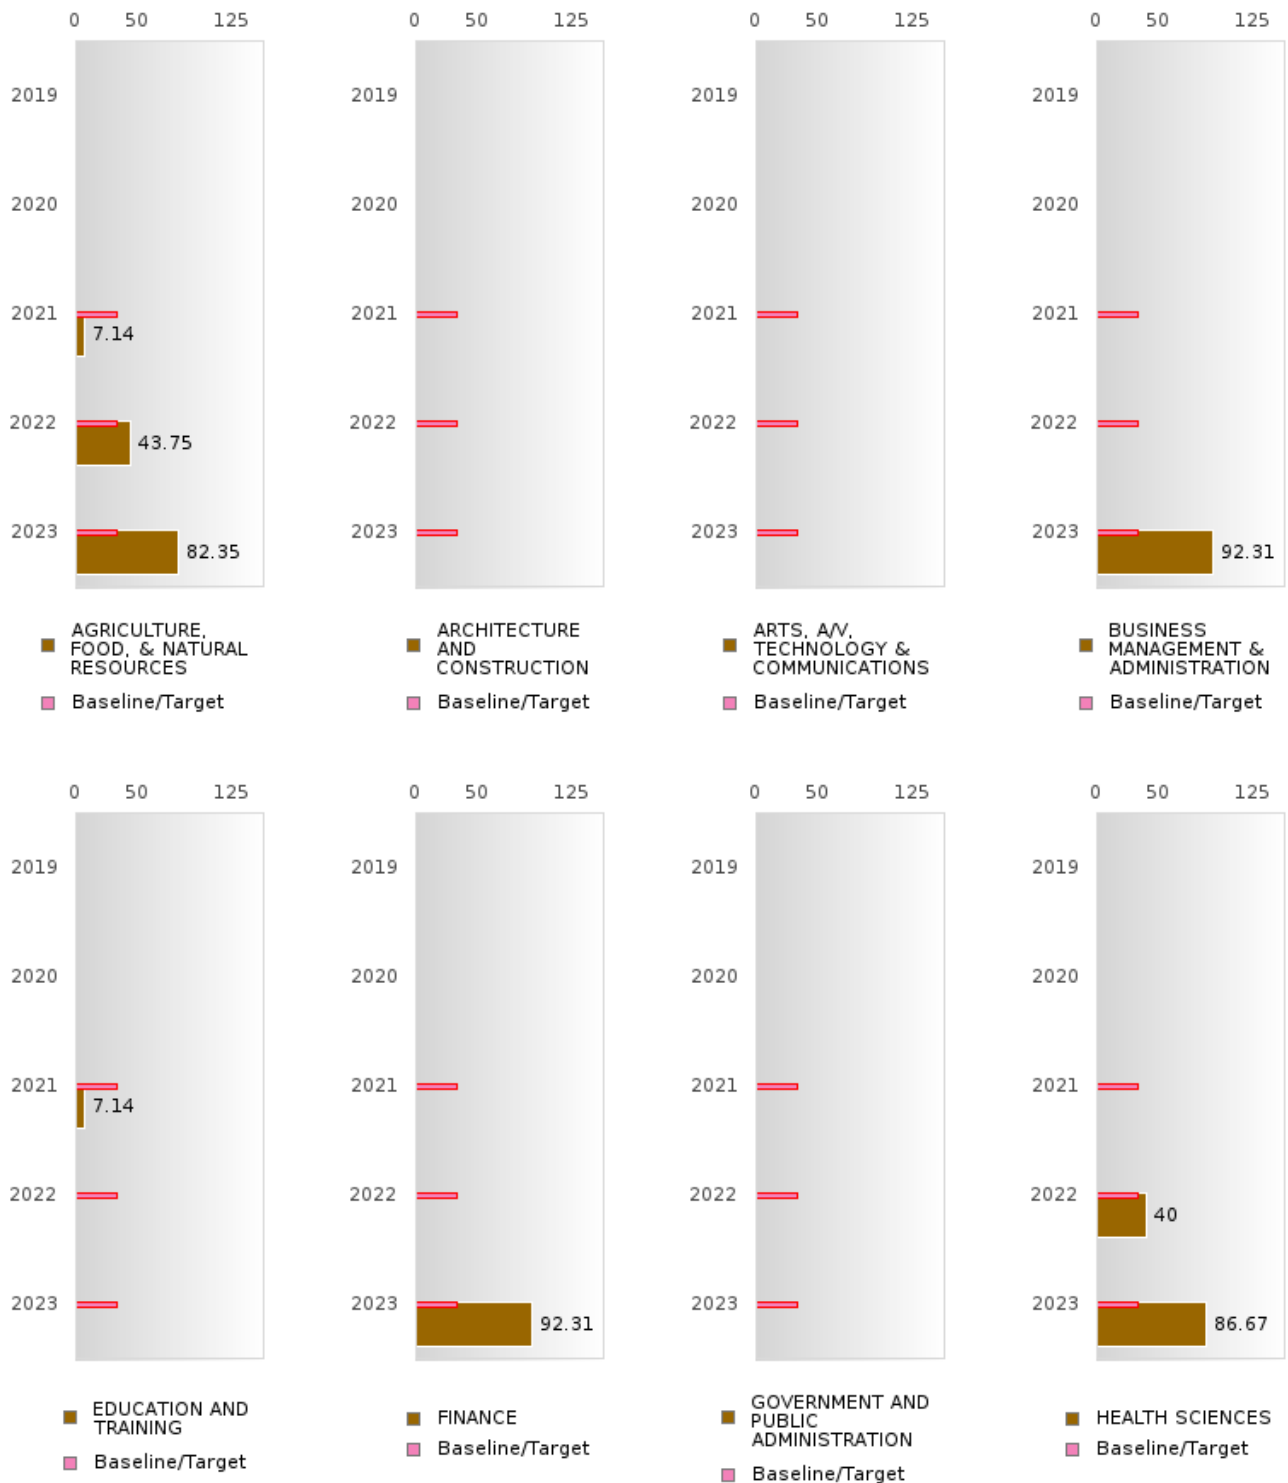 0 50 125 0 50 125 0 50 125 0 50 125
2019 2019 2019 2019
2020 2020 2020 2020
2021 2021 2021 2021
7.14
2022 2022 2022 2022
43.75
2023 2023 2023 2023
82.35 92.31
AGRICULTURE,
FOOD, & NATURAL
RESOURCES
Baseline/Target
ARCHITECTURE
AND
CONSTRUCTION
Baseline/Target
ARTS, A/V,
TECHNOLOGY &
COMMUNICATIONS
Baseline/Target
BUSINESS
MANAGEMENT &
ADMINISTRATION
Baseline/Target
0 50 125 0 50 125 0 50 125 0 50 125
2019 2019 2019 2019
2020 2020 2020 2020
2021 2021 2021 2021
7.14
2022 2022 2022 2022
40
2023 2023 2023 2023
92.31 86.67
EDUCATION AND
TRAINING
Baseline/Target
FINANCE
Baseline/Target
GOVERNMENT AND
PUBLIC
ADMINISTRATION
Baseline/Target
HEALTH SCIENCES
Baseline/Target